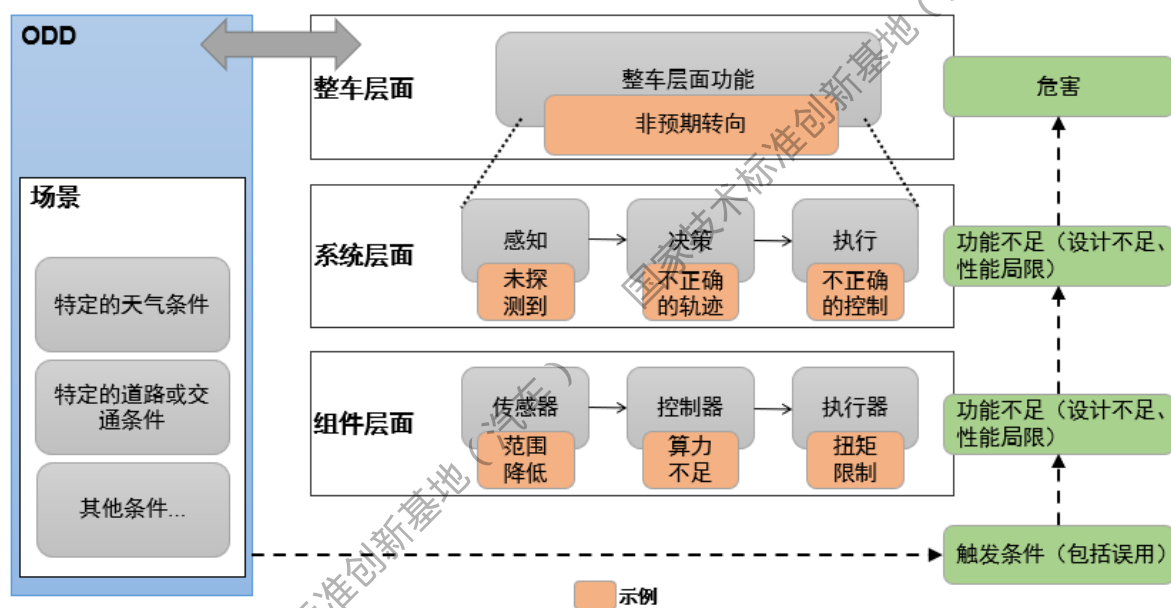 ODD
场景
特定的天气条件
特定的道路或交
通条件
其他条件...
整车层面
整车层面功能
非预期转向
系统层面
感知
未探
测到
决策
不正确
的轨迹
执行
不正确
的控制
组件层面
传感器
范围
降低
控制器
算力
不足
执行器
扭矩
限制
危害
功能不足（设计不足、
性能局限）
功能不足（设计不足、
性能局限）
触发条件（包括误用）
示例
国家技术标准创新基地（
标准创新基地（汽车）